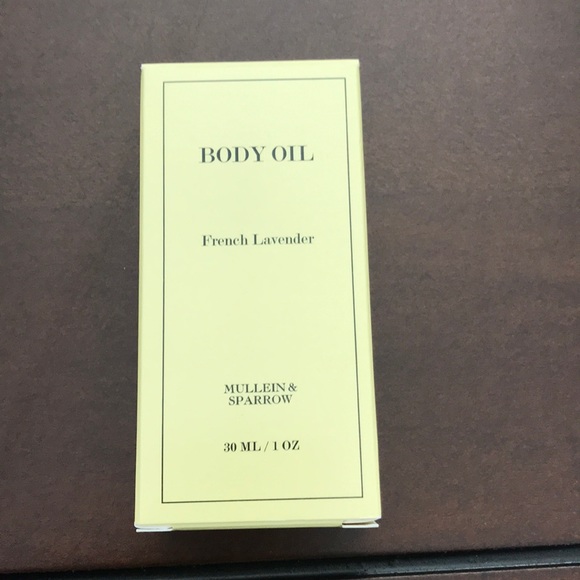 BODY OIL
French Lavender
MULLEIN &
SPARROW
30 ML / 1 OZ